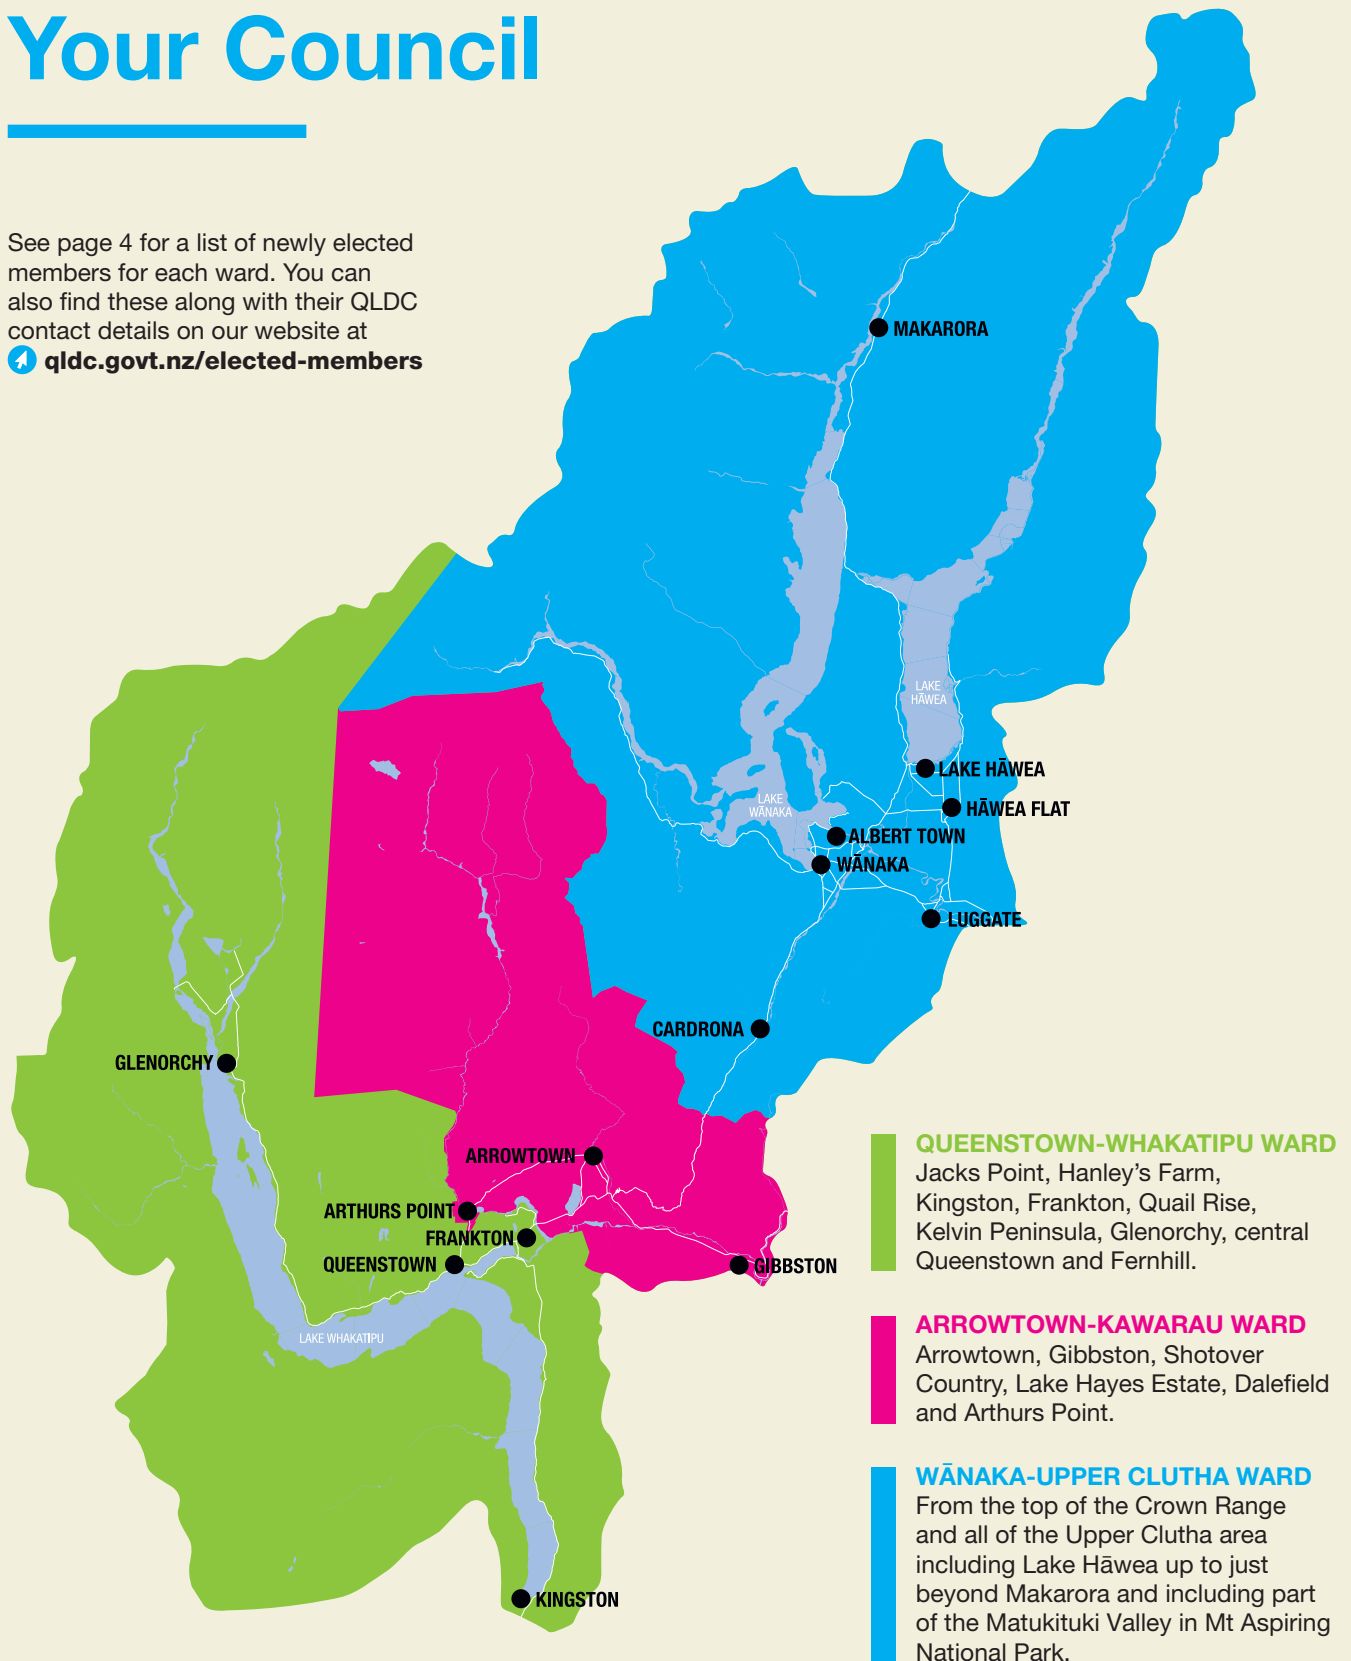 Your Council
See page 4 for a list of newly elected
members for each ward. You can
also find these along with their QLDC
contact details on our website at
qldc.govt.nz/elected-members
MAKARORA
LAKE
HĀWEA
LAKE HĀWEA
LAKE
WĀNAKA
HĀWEA FLAT
ALBERT TOWN
WĀNAKA
LUGGATE
CARDRONA
GLENORCHY
ARROWTOWN
ARTHURS POINT
FRANKTON
QUEENSTOWN
GIBBSTON
LAKE WHAKATIPU
KINGSTON
QUEENSTOWN-WHAKATIPU WARD
Jacks Point, Hanley’s Farm,
Kingston, Frankton, Quail Rise,
Kelvin Peninsula, Glenorchy, central
Queenstown and Fernhill.
ARROWTOWN-KAWARAU WARD
Arrowtown, Gibbston, Shotover
Country, Lake Hayes Estate, Dalefield
and Arthurs Point.
WĀNAKA-UPPER CLUTHA WARD
From the top of the Crown Range
and all of the Upper Clutha area
including Lake Hāwea up to just
beyond Makarora and including part
of the Matukituki Valley in Mt Aspiring
National Park.